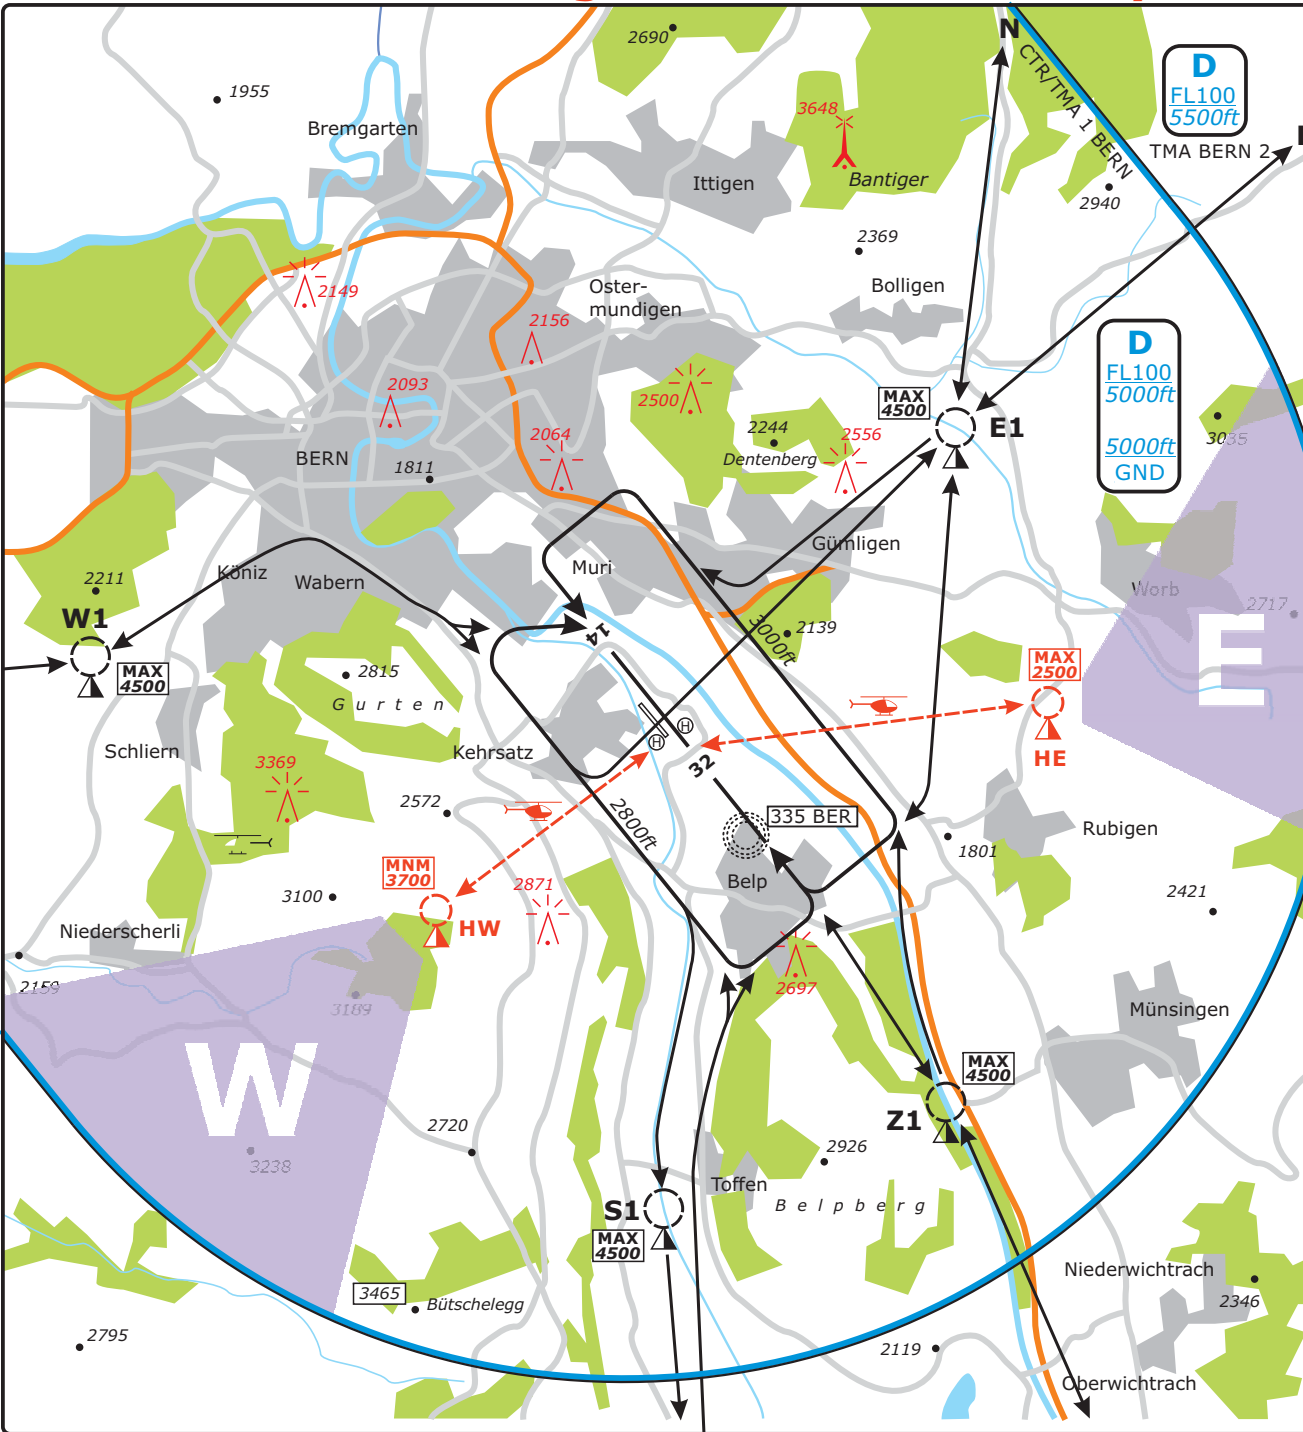 N
CTR/TMA 1 BERN
D
FL100
5500ft
TMA BERN 2
2690
1955
Bremgarten
3648
Bantiger
Ittigen
2940
2369
Bolligen
2149
Oster-
mundigen
2156
D
FL100
5000ft
5000ft
GND
2093
2500
MAX
4500
E1
2244
Dentenberg
2556
3035
2064
BERN
1811
Gümligen
Muri
Köniz
Wabern
2211
W1
MAX
4500
Worb
2717
E
14
3000ft
2139
2815
Gurten
MAX
2500
HE
H
H
Schliern
Kehrsatz
3369
32
2572
2800ft
335 BER
Rubigen
1801
MNM
3700
HW
2871
Belp
3100
2421
Niederscherli
2159
3189
2697
Münsingen
W
MAX
4500
Z1
2720
3238
2926
Toffen
Belpberg
S1
MAX
4500
3465
Bütschelegg
Niederwichtrach
2346
2795
2119
Oberwichtrach